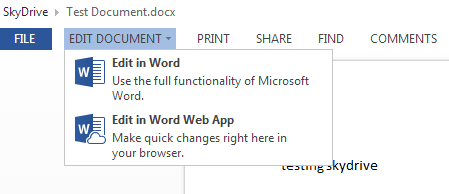 SkyDrive Test Document.docx
FILE EDIT DOCUMENT PRINT SHARE FIND COMMENTS
Edit in Word
Use the full functionality of Microsoft
Word.
Edit in Word Web App
Make quick changes right here in
your browser.
testing skydrive